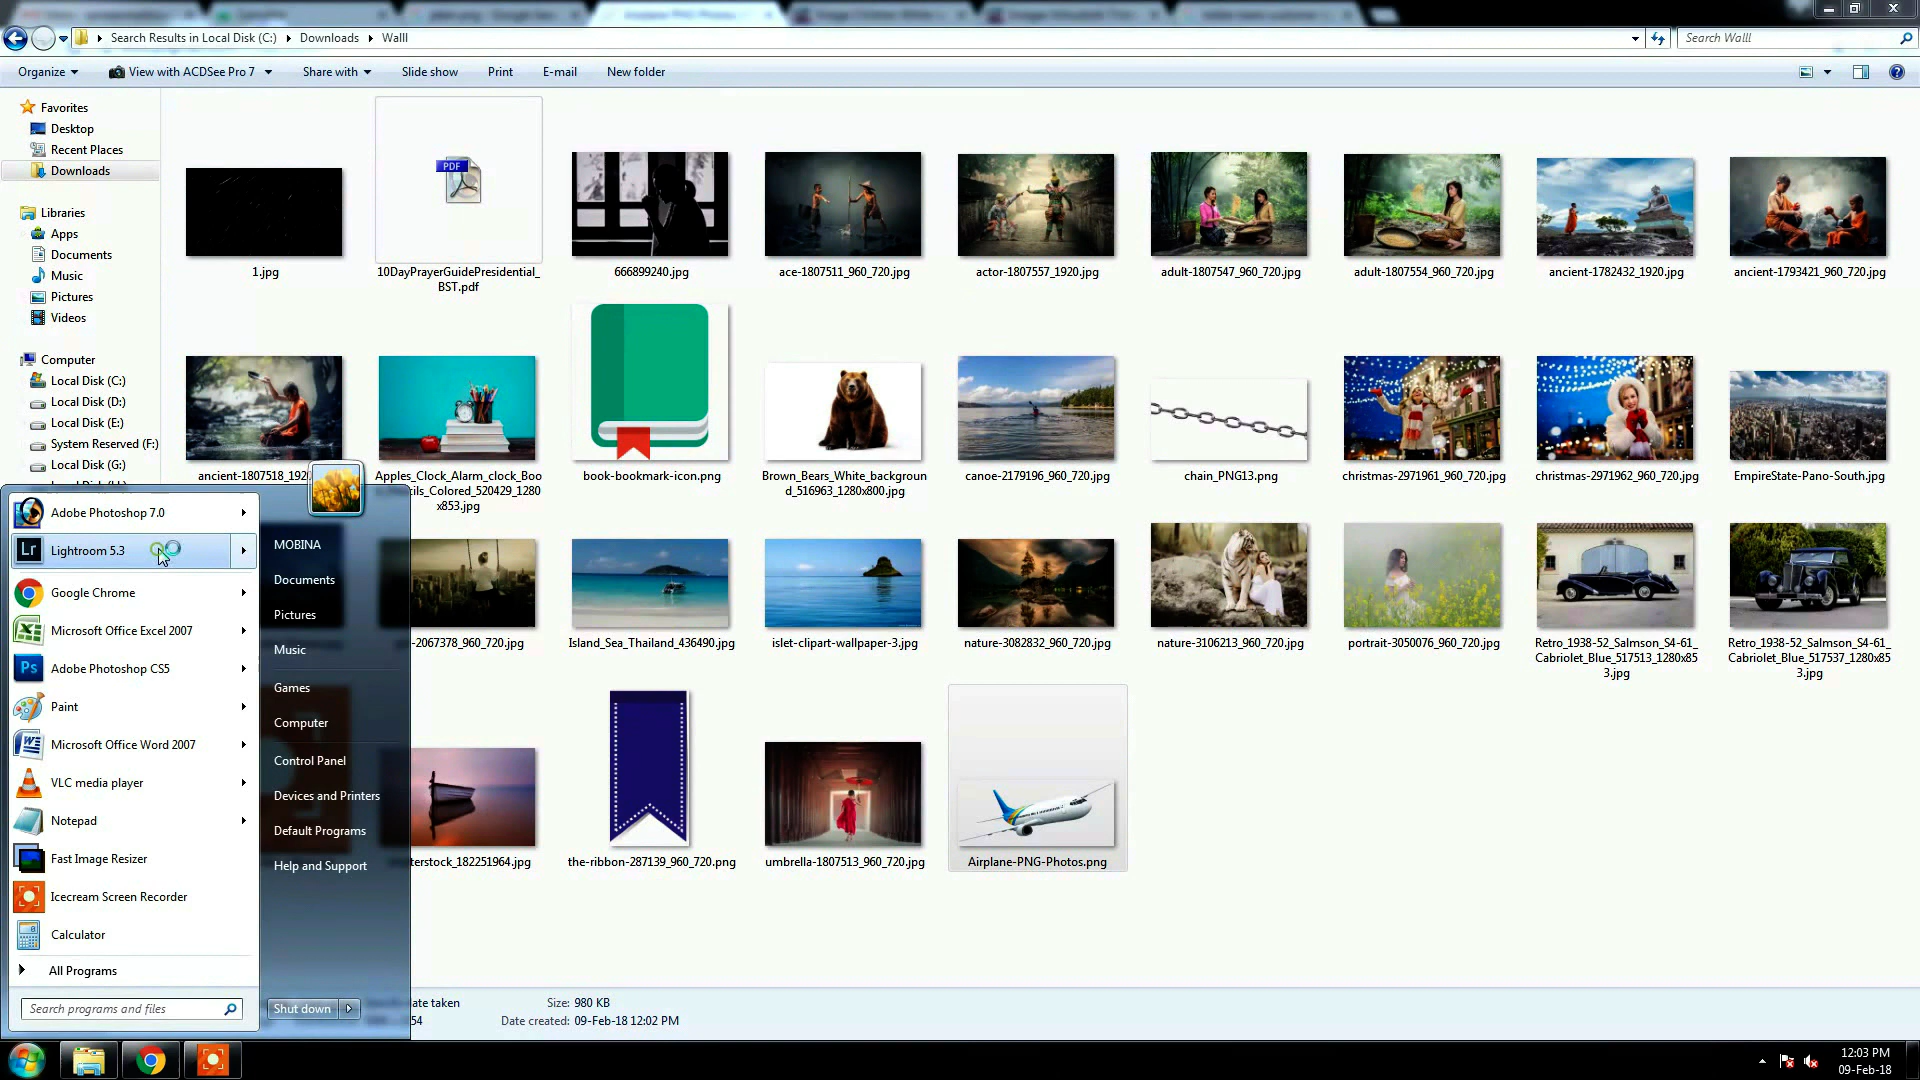 Search Results in Local Disk (C:)
Downloads
Walll
Search Walll
Organize
View with ACDSee Pro 7
Share with
Slide show
Print
E-mail
New folder
Favorites
Desktop
Recent Places
Downloads
Libraries
Apps
Documents
Music
Pictures
Videos
Computer
Local Disk (C:)
Local Disk (D:)
Local Disk (E:)
System Reserved (F:)
Local Disk (G:)
PDF
1.jpg
10DayPrayerGuidePresidential_
BST.pdf
666899240.jpg
ace-1807511_960_720.jpg
actor-1807557_1920.jpg
adult-1807547_960_720.jpg
adult-1807554_960_720.jpg
ancient-1782432_1920.jpg
ancient-1793421_960_720.jpg
ancient-1807518_192
Apples_Clock_Alarm_clock_Boo
ils_Colored_520429_1280
x853.jpg
book-bookmark-icon.png
Brown_Bears_White_backgroun
d_516963_1280x800.jpg
canoe-2179196_960_720.jpg
chain_PNG13.png
christmas-2971961_960_720.jpg
christmas-2971962_960_720.jpg
EmpireState-Pano-South.jpg
-2067378_960_720.jpg
Island_Sea_Thailand_436490.jpg
islet-clipart-wallpaper-3.jpg
nature-3082832_960_720.jpg
nature-3106213_960_720.jpg
portrait-3050076_960_720.jpg
Retro_1938-52_Salmson_S4-61_
Cabriolet_Blue_517513_1280x85
3.jpg
Retro_1938-52_Salmson_S4-61_
Cabriolet_Blue_517537_1280x85
3.jpg
terstock_182251964.jpg
the-ribbon-287139_960_720.png
umbrella-1807513_960_720.jpg
Airplane-PNG-Photos.png
Adobe Photoshop 7.0
Lr
Lightroom 5.3
Google Chrome
Microsoft Office Excel 2007
Ps
Adobe Photoshop CS5
Paint
Microsoft Office Word 2007
VLC media player
Notepad
Fast Image Resizer
Icecream Screen Recorder
Calculator
All Programs
Search programs and files
MOBINA
Documents
Pictures
Music
Games
Computer
Control Panel
Devices and Printers
Default Programs
Help and Support
Shut down
ate taken
54
Size: 980 KB
Date created: 09-Feb-18 12:02 PM
12:03 PM
09-Feb-18